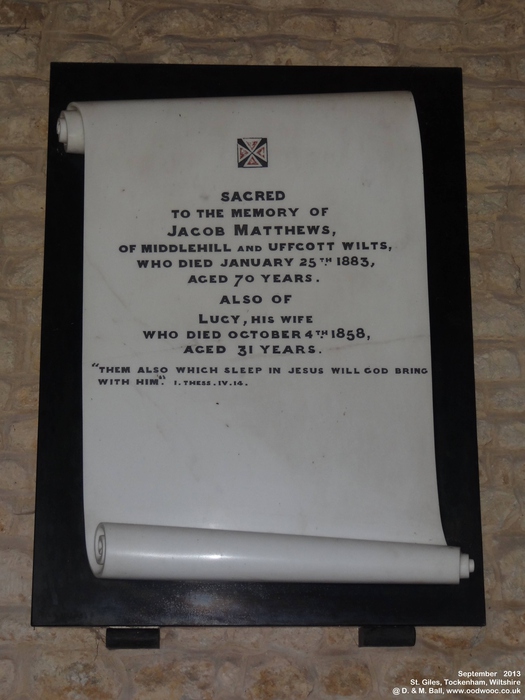 SACRED
TO THE MEMORY OF
JACOB MATTHEWS,
OF MIDDLEHILL AND UFFCOTT WILTS,
WHO DIED JANUARY 25TH 1883,
AGED 70 YEARS.
ALSO OF
LUCY, HIS WIFE
WHO DIED OCTOBER 4TH 1858,
AGED 31 YEARS.
"THEM ALSO WHICH SLEEP IN JESUS WILL GOD BRING
WITH HIM". I. THESS. IV. 14.
September 2013
St. Giles, Tockenham, Wiltshire
@ D. & M. Ball, www.oodwooc.co.uk